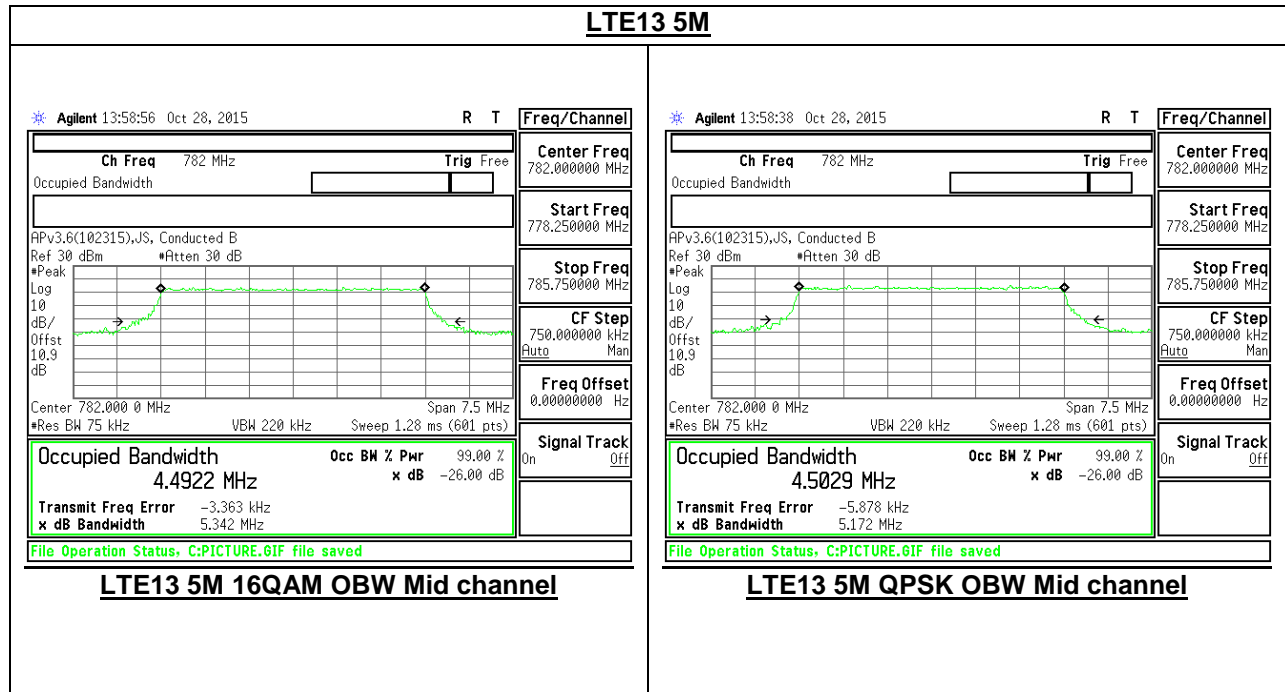 LTE13 5M
Agilent 13:58:56 Oct 28, 2015 R T
Freq/Channel
Ch Freq 782 MHz Trig Free
Occupied Bandwidth
Center Freq
782.000000 MHz
Start Freq
778.250000 MHz
APv3.6(102315),JS, Conducted B
Ref 30 dBm #Atten 30 dB
#Peak
Log
10
dB/
Offst
10.9
dB
Stop Freq
785.750000 MHz
CF Step
750.000000 kHz
Auto Man
Freq Offset
0.00000000 Hz
Center 782.000 0 MHz Span 7.5 MHz
#Res BW 75 kHz VBW 220 kHz Sweep 1.28 ms (601 pts)
Signal Track
On Off
Occupied Bandwidth
4.4922 MHz
Occ BW % Pwr 99.00 %
x dB -26.00 dB
Transmit Freq Error -3.363 kHz
x dB Bandwidth 5.342 MHz
File Operation Status, C:PICTURE.GIF file saved
LTE13 5M 16QAM OBW Mid channel
Agilent 13:58:38 Oct 28, 2015 R T
Freq/Channel
Ch Freq 782 MHz Trig Free
Occupied Bandwidth
Center Freq
782.000000 MHz
Start Freq
778.250000 MHz
APv3.6(102315),JS, Conducted B
Ref 30 dBm #Atten 30 dB
#Peak
Log
10
dB/
Offst
10.9
dB
Stop Freq
785.750000 MHz
CF Step
750.000000 kHz
Auto Man
Freq Offset
0.00000000 Hz
Center 782.000 0 MHz Span 7.5 MHz
#Res BW 75 kHz VBW 220 kHz Sweep 1.28 ms (601 pts)
Signal Track
On Off
Occupied Bandwidth
4.5029 MHz
Occ BW % Pwr 99.00 %
x dB -26.00 dB
Transmit Freq Error -5.878 kHz
x dB Bandwidth 5.172 MHz
File Operation Status, C:PICTURE.GIF file saved
LTE13 5M QPSK OBW Mid channel